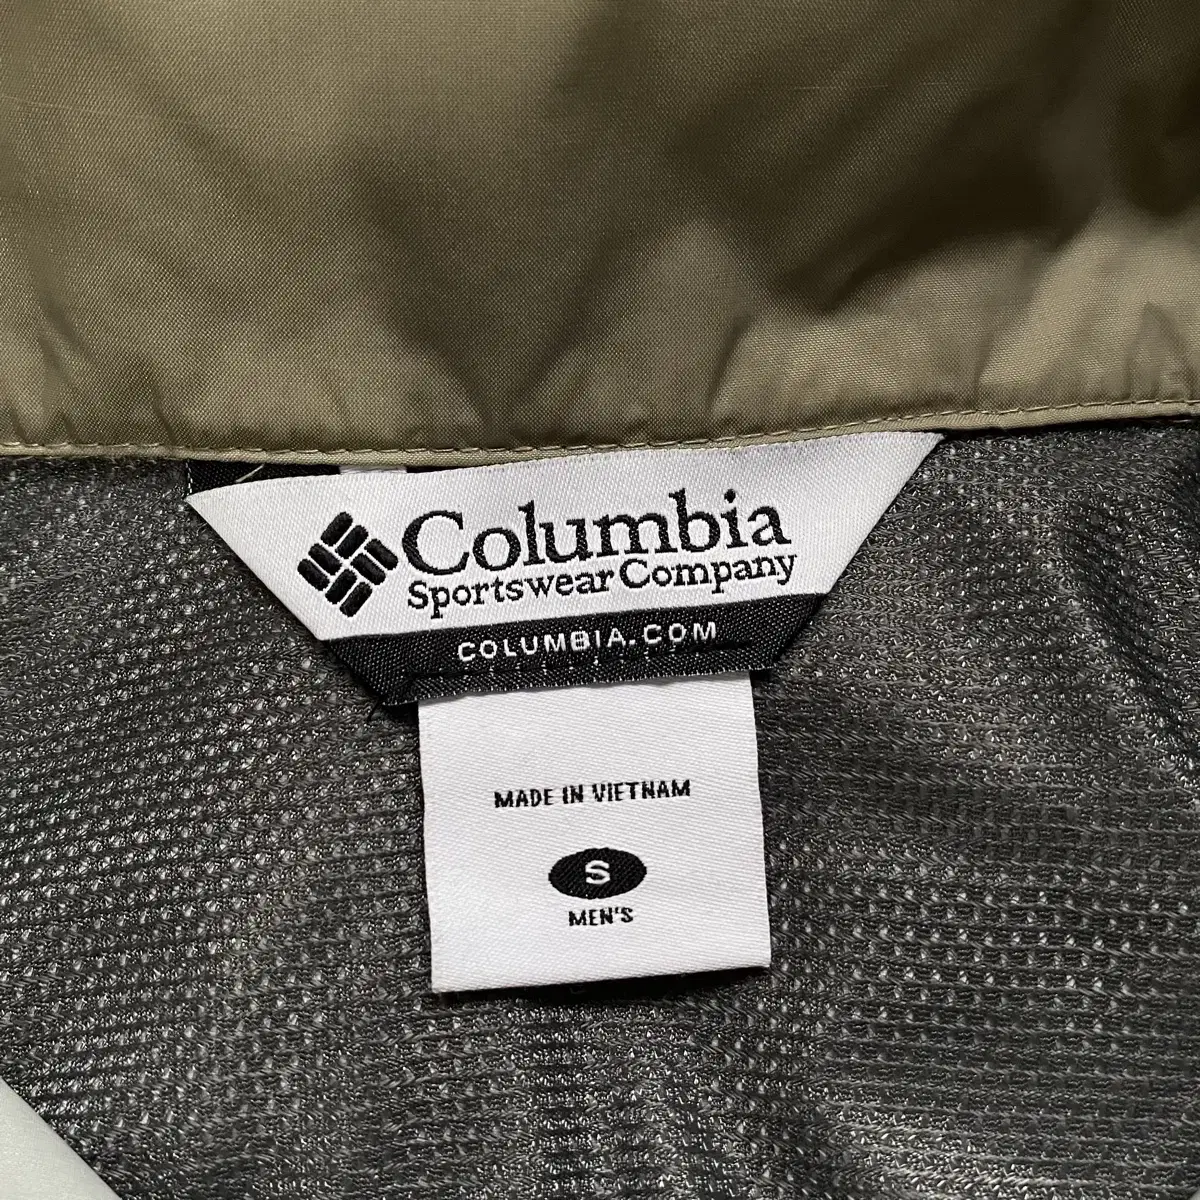 Columbia
Sportswear Company
COLUMBIA.COM
MADE IN VIETNAM
S
MEN'S